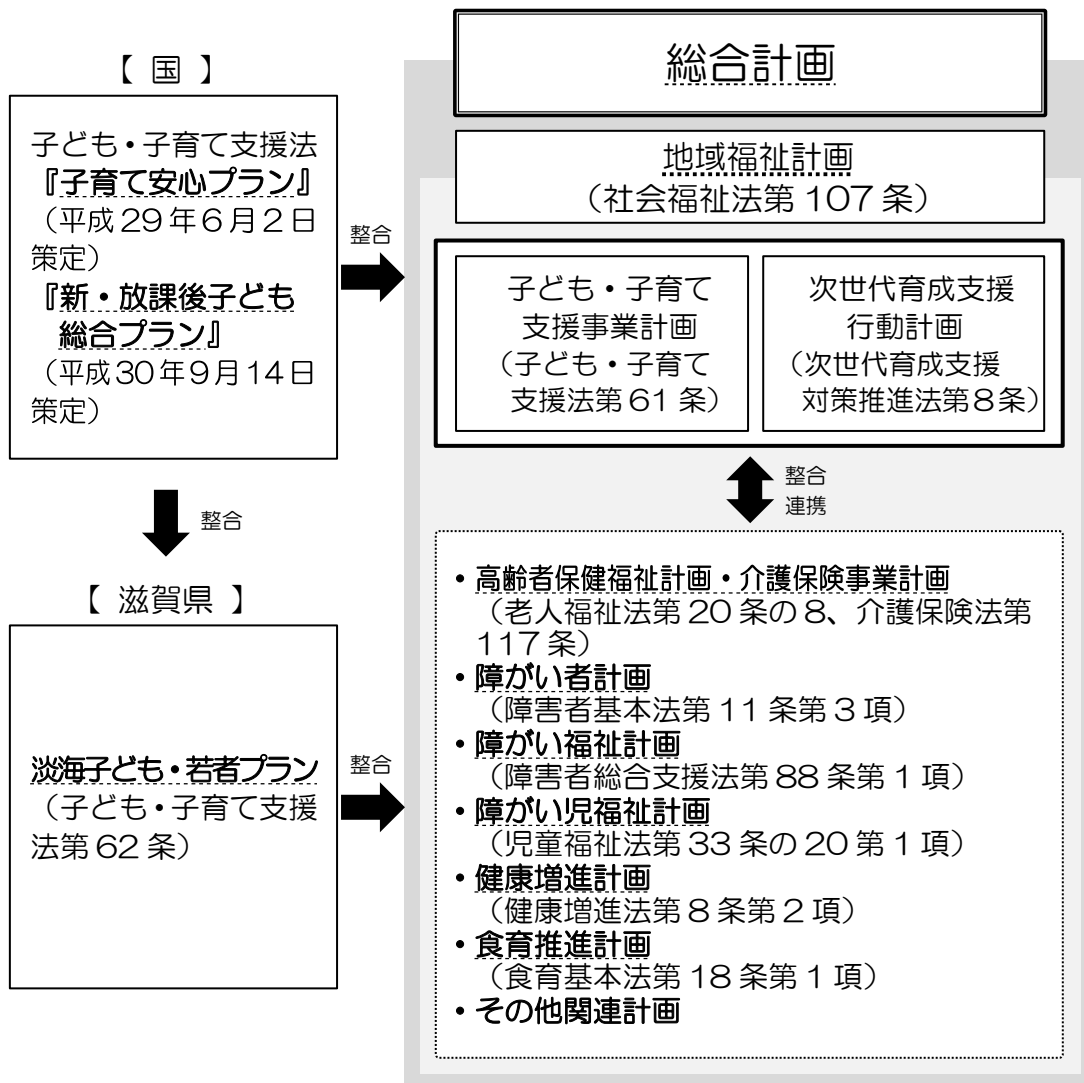 【 国 】
子ども・子育て支援法
『子育て安心プラン』
（平成29年6月2日
策定）
『新・放課後子ども
総合プラン』
（平成30年9月14日
策定）
整合
整合
【 滋賀県 】
淡海子ども・若者プラン
（子ども・子育て支援
法第62条）
整合
総合計画
地域福祉計画
（社会福祉法第107条）
子ども・子育て
支援事業計画
（子ども・子育て
支援法第61条）
次世代育成支援
行動計画
（次世代育成支援
対策推進法第8条）
整合
連携
・高齢者保健福祉計画・介護保険事業計画
（老人福祉法第20条の8、介護保険法第
117条）
・障がい者計画
（障害者基本法第11条第3項）
・障がい福祉計画
（障害者総合支援法第88条第1項）
・障がい児福祉計画
（児童福祉法第33条の20第1項）
・健康増進計画
（健康増進法第8条第2項）
・食育推進計画
（食育基本法第18条第1項）
・その他関連計画